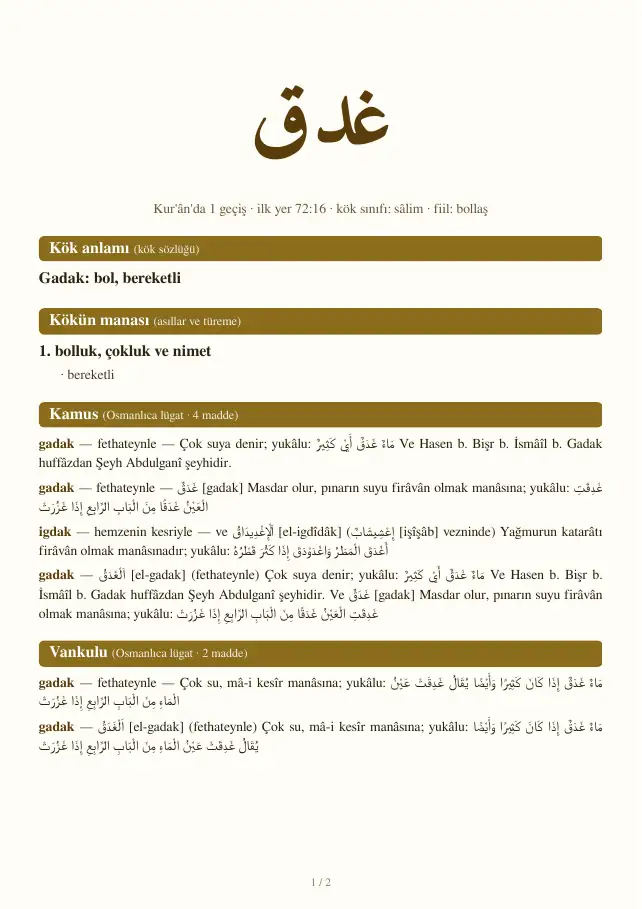 غدق
Kur'ân'da 1 geçiş · ilk yer 72:16 · kök sınıfı: sâlim · fiil: bollaş
Kök anlamı (kök sözlüğü)
Gadak: bol, bereketli
Kökün manası (asıllar ve türeme)
1. bolluk, çokluk ve nimet
· bereketli
Kamus (Osmanlıca lügat · 4 madde)
gadak — fethateynle — Çok suya denir; yukâlu: مَاءٌ غَدَقٌ أَيْ كَثِيرٌ Ve Hasen b. Bişr b. İsmâîl b. Gadak
huffâzdan Şeyh Abdulganî şeyhidir.
gadak — fethateynle — غَدَقٌ [gadak] Masdar olur, pınarın suyu firâvân olmak manâsına; yukâlu: غَدِقَتِ
الْعَيْنُ غَدَقًا مِنَ الْبَابِ الرَّابِعِ إِذَا غَزُرَتْ
igdak — hemzenin kesriyle — ve اَلْإِغْدِيدَاقُ [el-igdîdâk] (إِعْشِيشَابٌ [işîşâb] vezninde) Yağmurun katarâtı
firâvân olmak manâsınadır; yukâlu: أَغْدَقَ الْمَطَرُ وَاغْدَوْدَقَ إِذَا كَثُرَ قَطْرُهُ
gadak — اَلْغَدَقُ [el-gadak] (fethateynle) Çok suya denir; yukâlu: مَاءٌ غَدَقٌ أَيْ كَثِيرٌ Ve Hasen b. Bişr b.
İsmâîl b. Gadak huffâzdan Şeyh Abdulganî şeyhidir. Ve غَدَقٌ [gadak] Masdar olur, pınarın suyu firâvân
olmak manâsına; yukâlu: غَدِقَتِ الْعَيْنُ غَدَقًا مِنَ الْبَابِ الرَّابِعِ إِذَا غَزُرَتْ
Vankulu (Osmanlıca lügat · 2 madde)
gadak — fethateynle — Çok su, mâ-i kesîr manâsına; yukâlu: مَاءٌ غَدَقٌ إِذَا كَانَ كَثِيرًا وَأَيْضًا يُقَالُ غَدِقَتْ عَيْنُ
الْمَاءِ مِنَ الْبَابِ الرَّابِعِ إِذَا غَزُرَتْ
gadak — اَلْغَدَقُ [el-gadak] (fethateynle) Çok su, mâ-i kesîr manâsına; yukâlu: مَاءٌ غَدَقٌ إِذَا كَانَ كَثِيرًا وَأَيْضًا
يُقَالُ غَدِقَتْ عَيْنُ الْمَاءِ مِنَ الْبَابِ الرَّابِعِ إِذَا غَزُرَتْ
1 / 2